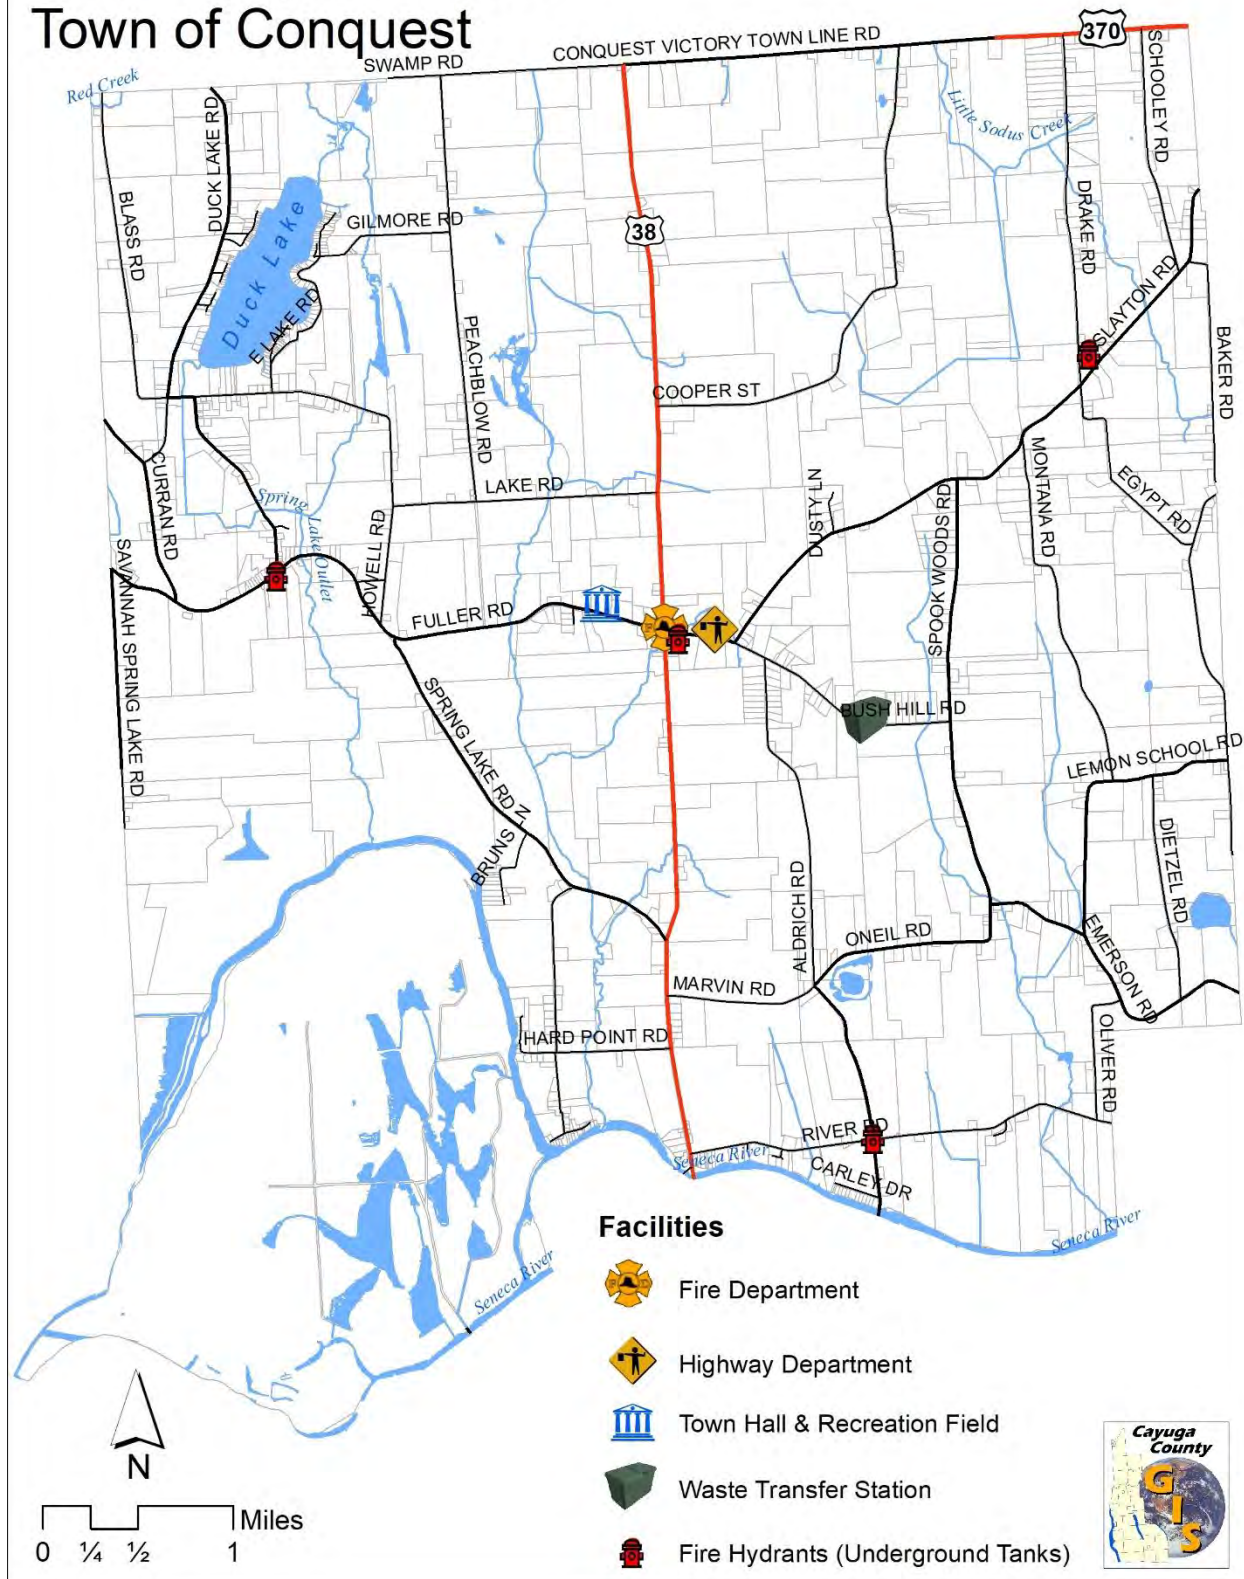 Town of Conquest
370
CONQUEST VICTORY TOWN LINE RD
SWAMP RD
SCHOOLEY RD
Red Creek
DUCK LAKE RD
Little Sodus Creek
BLASS RD
GILMORE RD
DRAKE RD
38
Duck Lake
SLAYTON RD
E LAKE RD
PEACHBLOW RD
BAKER RD
COOPER ST
CURRAN RD
LAKE RD
DUSTY LN
MONTANA RD
EGYPT RD
Spring Lake Outlet
HOWELL RD
SPOOK WOODS RD
SAVANNAH SPRING LAKE RD
FULLER RD
SPRING LAKE RD
BUSH HILL RD
LEMON SCHOOL RD
BRUNS LN
DIETZEL RD
ALDRICH RD
ONEIL RD
EMERSON RD
MARVIN RD
HARD POINT RD
OLIVER RD
RIVER RD
Seneca River
CARLEY DR
Seneca River
Seneca River
Facilities
F D
Fire Department
Highway Department
Town Hall & Recreation Field
Waste Transfer Station
Fire Hydrants (Underground Tanks)
N
Miles
0 ¼ ½ 1
Cayuga
County
GIS